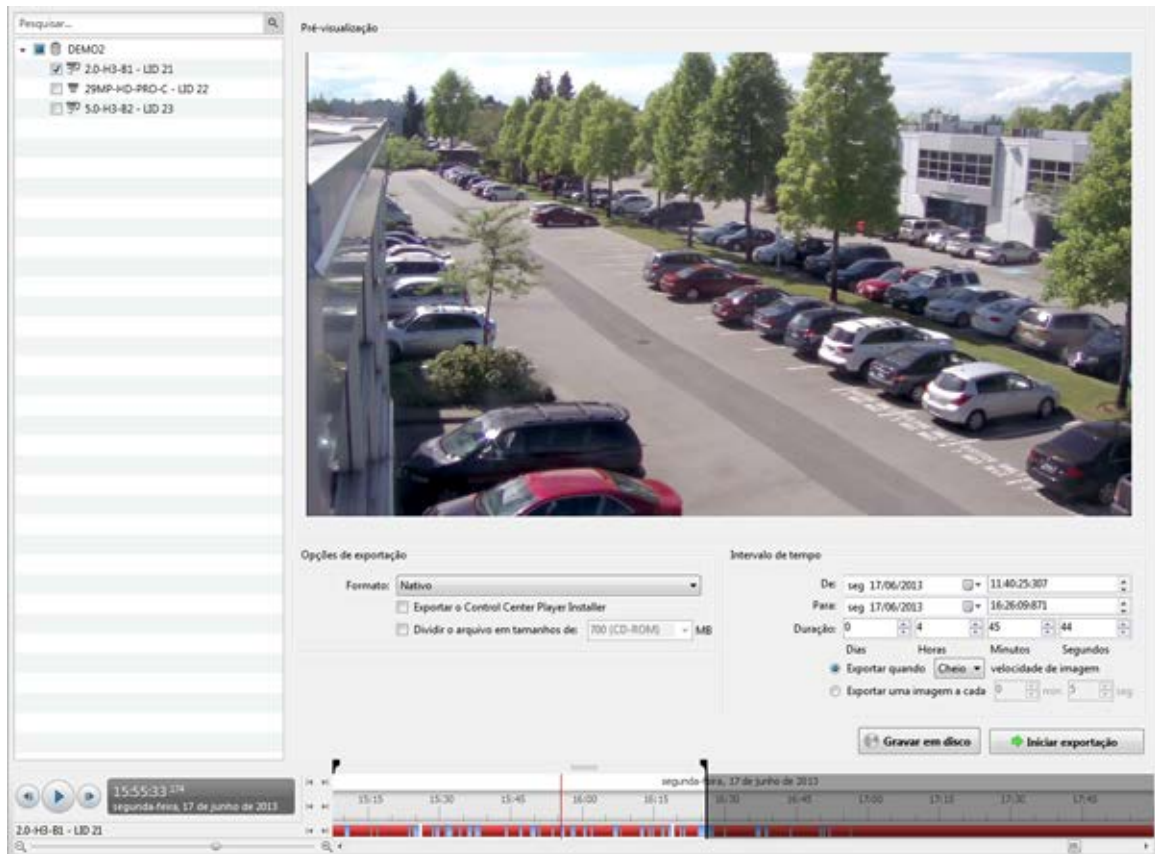 Pesquisar...
DEMO2
2.0-H3-B1 - LID 21
29MP-HD-PRO-C - LID 22
5.0-H3-B2 - LID 23
Pré-visualização
Opções de exportação
Formato: Nativo
Exportar o Control Center Player Installer
Dividir o arquivo em tamanhos de: 700 (CD-ROM) MB
Intervalo de tempo
De: seg 17/06/2013 11:40:25:307
Para: seg 17/06/2013 16:26:09:871
Duração: 0 4 45 44
Dias Horas Minutos Segundos
Exportar quando Cheio velocidade de imagem
Exportar uma imagem a cada 0 min. 5 seg
Gravar em disco
Iniciar exportação
15:55:33 174
segunda-feira, 17 de junho de 2013
segunda-feira, 17 de junho de 2013
15:15 15:30 15:45 16:00 16:15 16:30 16:45 17:00 17:15 17:30 17:45
2.0-H3-B1 - LID 21